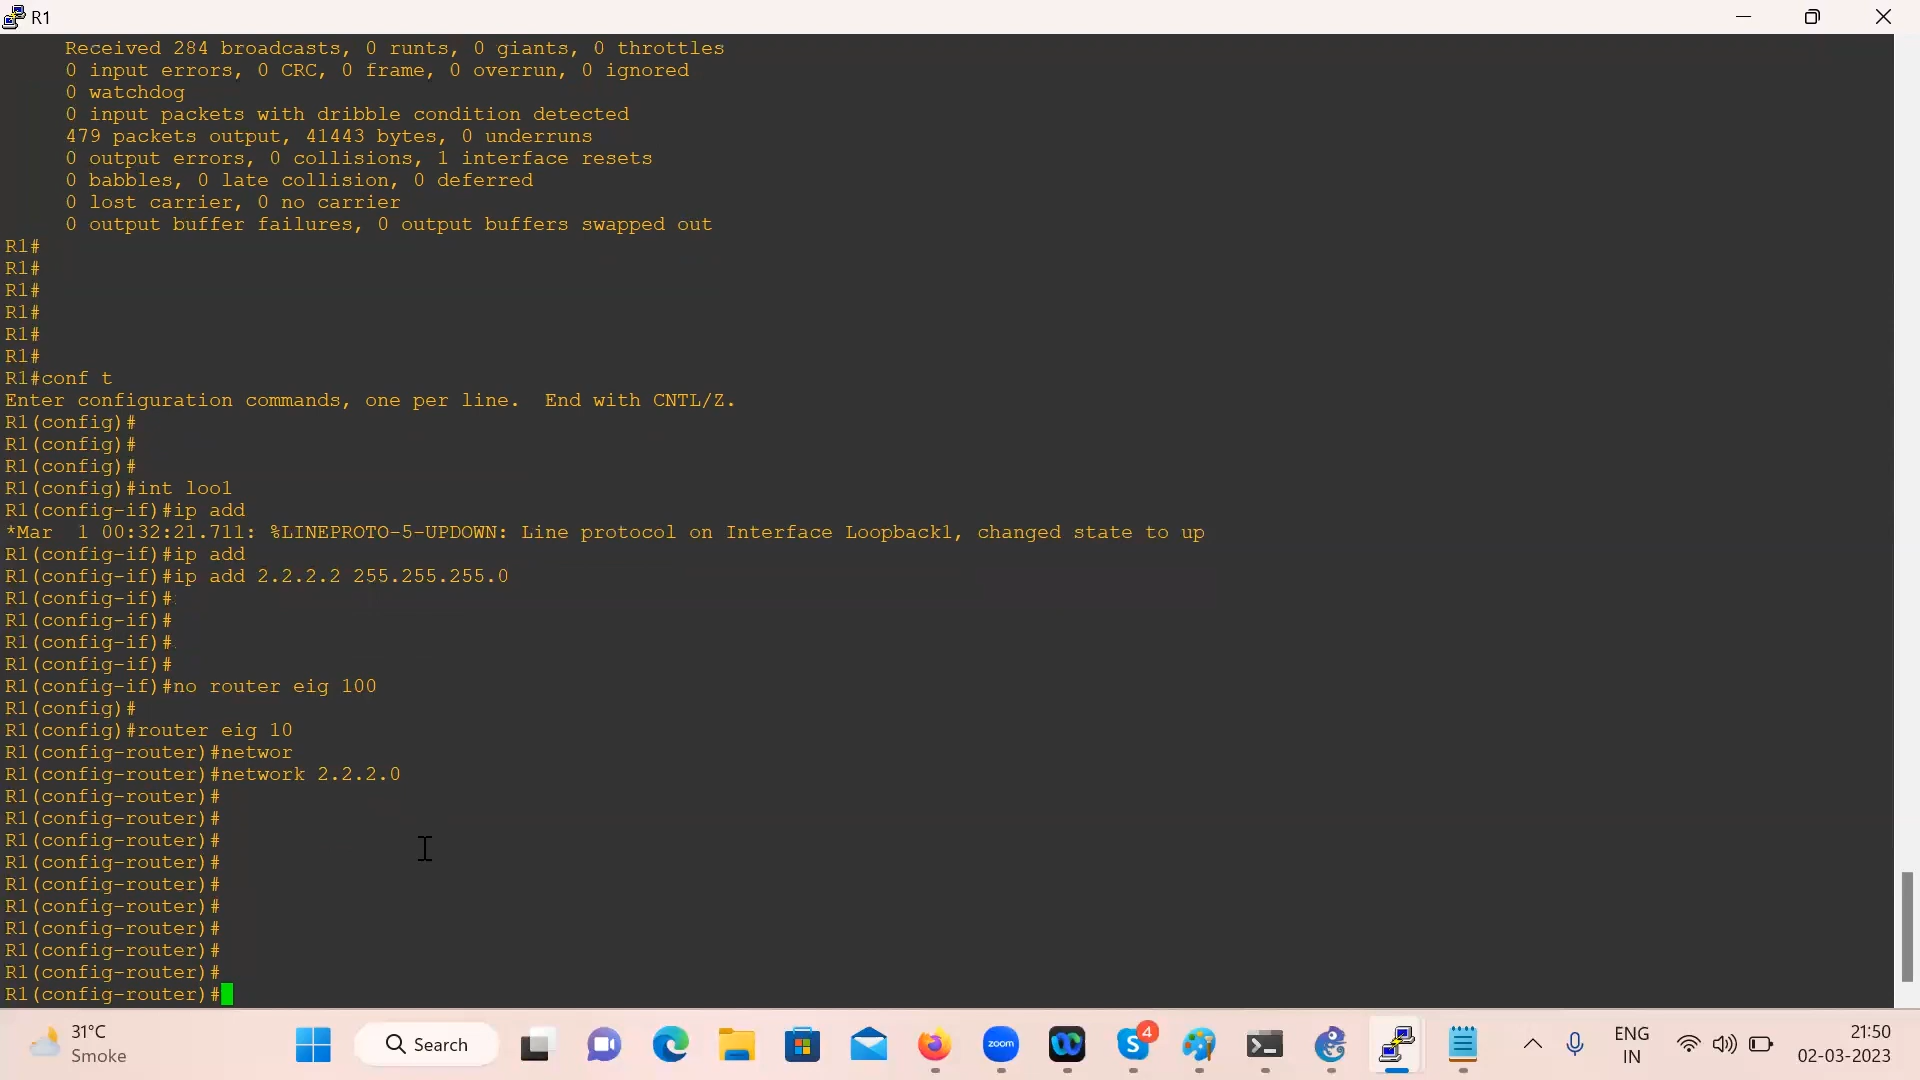 R1
Received 284 broadcasts, 0 runts, 0 giants, 0 throttles
0 input errors, 0 CRC, 0 frame, 0 overrun, 0 ignored
0 watchdog
0 input packets with dribble condition detected
479 packets output, 41443 bytes, 0 underruns
0 output errors, 0 collisions, 1 interface resets
0 babbles, 0 late collision, 0 deferred
0 lost carrier, 0 no carrier
0 output buffer failures, 0 output buffers swapped out
R1#
R1#
R1#
R1#
R1#
R1#
R1#conf t
Enter configuration commands, one per line.  End with CNTL/Z.
R1(config)#
R1(config)#
R1(config)#
R1(config)#int loo1
R1(config-if)#ip add
*Mar  1 00:32:21.711: %LINEPROTO-5-UPDOWN: Line protocol on Interface Loopback1, changed state to up
R1(config-if)#ip add
R1(config-if)#ip add 2.2.2.2 255.255.255.0
R1(config-if)#
R1(config-if)#
R1(config-if)#
R1(config-if)#
R1(config-if)#no router eig 100
R1(config)#
R1(config)#router eig 10
R1(config-router)#networ
R1(config-router)#network 2.2.2.0
R1(config-router)#
R1(config-router)#
R1(config-router)#
R1(config-router)#
R1(config-router)#
R1(config-router)#
R1(config-router)#
R1(config-router)#
R1(config-router)#
R1(config-router)#
31°C
Smoke
Search
zoom
4
ENG
IN
21:50
02-03-2023